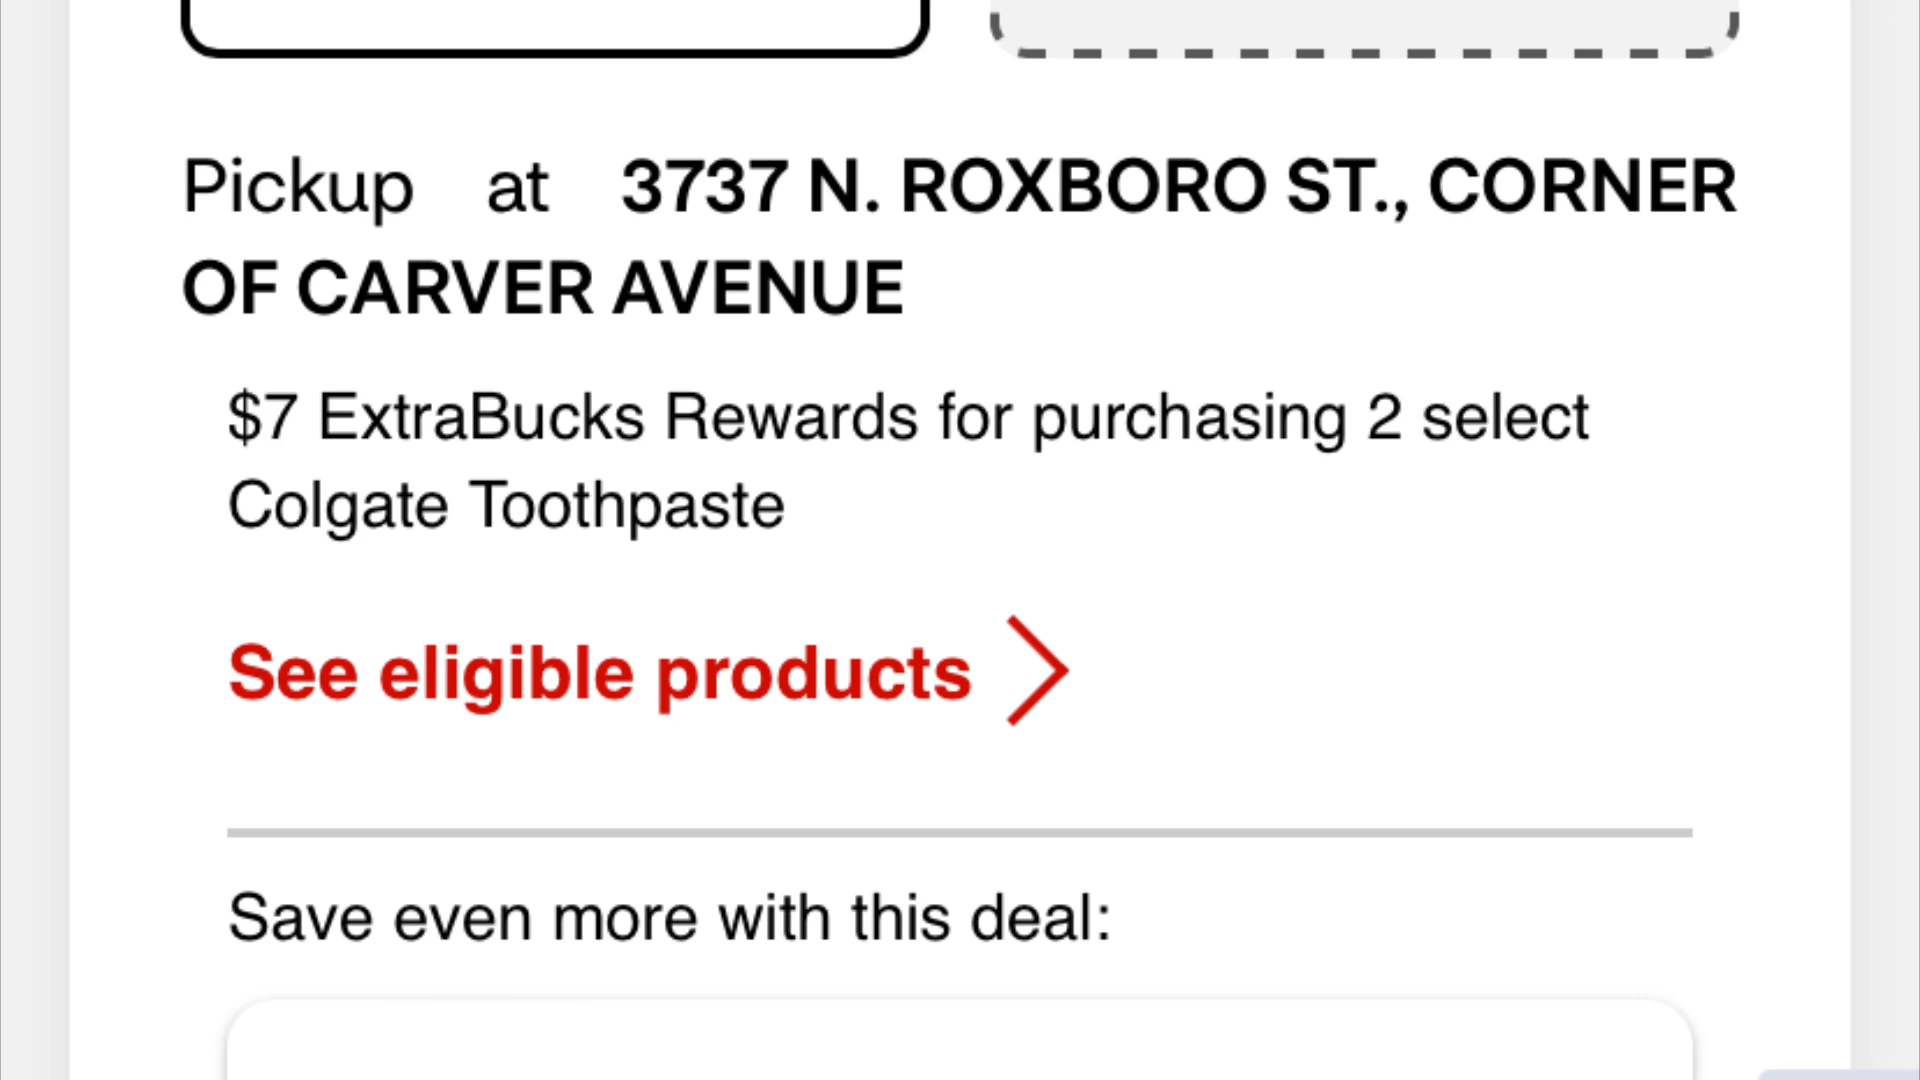 Pickup at 3737 N. ROXBORO ST., CORNER
OF CARVER AVENUE
$7 ExtraBucks Rewards for purchasing 2 select
Colgate Toothpaste
See eligible products
Save even more with this deal: